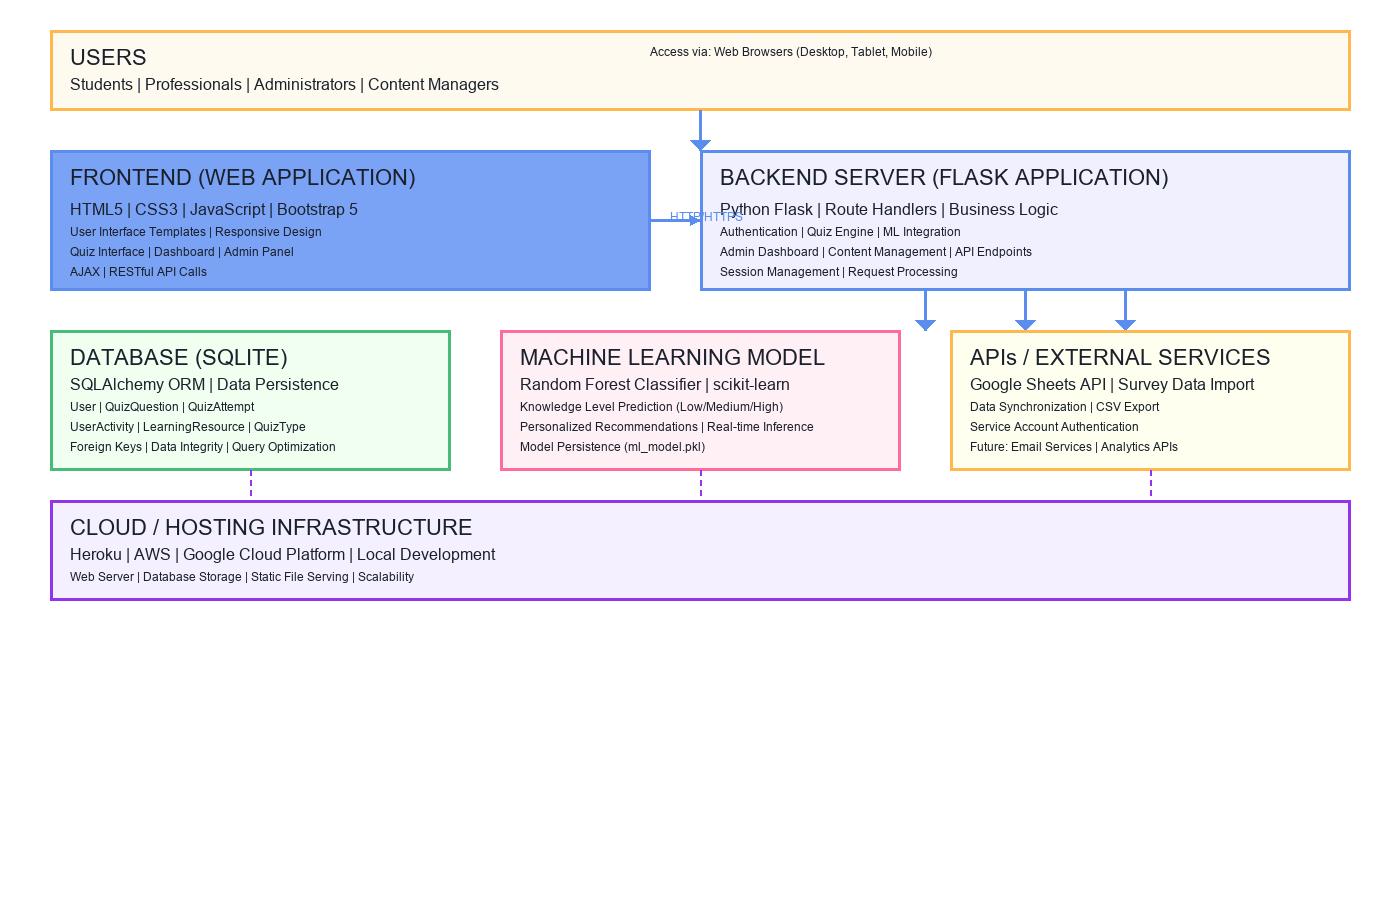 USERS
Access via: Web Browsers (Desktop, Tablet, Mobile)
Students | Professionals | Administrators | Content Managers
FRONTEND (WEB APPLICATION)
HTML5 | CSS3 | JavaScript | Bootstrap 5
User Interface Templates | Responsive Design
Quiz Interface | Dashboard | Admin Panel
AJAX | RESTful API Calls
HTTP/HTTPS
BACKEND SERVER (FLASK APPLICATION)
Python Flask | Route Handlers | Business Logic
Authentication | Quiz Engine | ML Integration
Admin Dashboard | Content Management | API Endpoints
Session Management | Request Processing
DATABASE (SQLITE)
SQLAlchemy ORM | Data Persistence
User | QuizQuestion | QuizAttempt
UserActivity | LearningResource | QuizType
Foreign Keys | Data Integrity | Query Optimization
MACHINE LEARNING MODEL
Random Forest Classifier | scikit-learn
Knowledge Level Prediction (Low/Medium/High)
Personalized Recommendations | Real-time Inference
Model Persistence (ml_model.pkl)
APIs / EXTERNAL SERVICES
Google Sheets API | Survey Data Import
Data Synchronization | CSV Export
Service Account Authentication
Future: Email Services | Analytics APIs
CLOUD / HOSTING INFRASTRUCTURE
Heroku | AWS | Google Cloud Platform | Local Development
Web Server | Database Storage | Static File Serving | Scalability